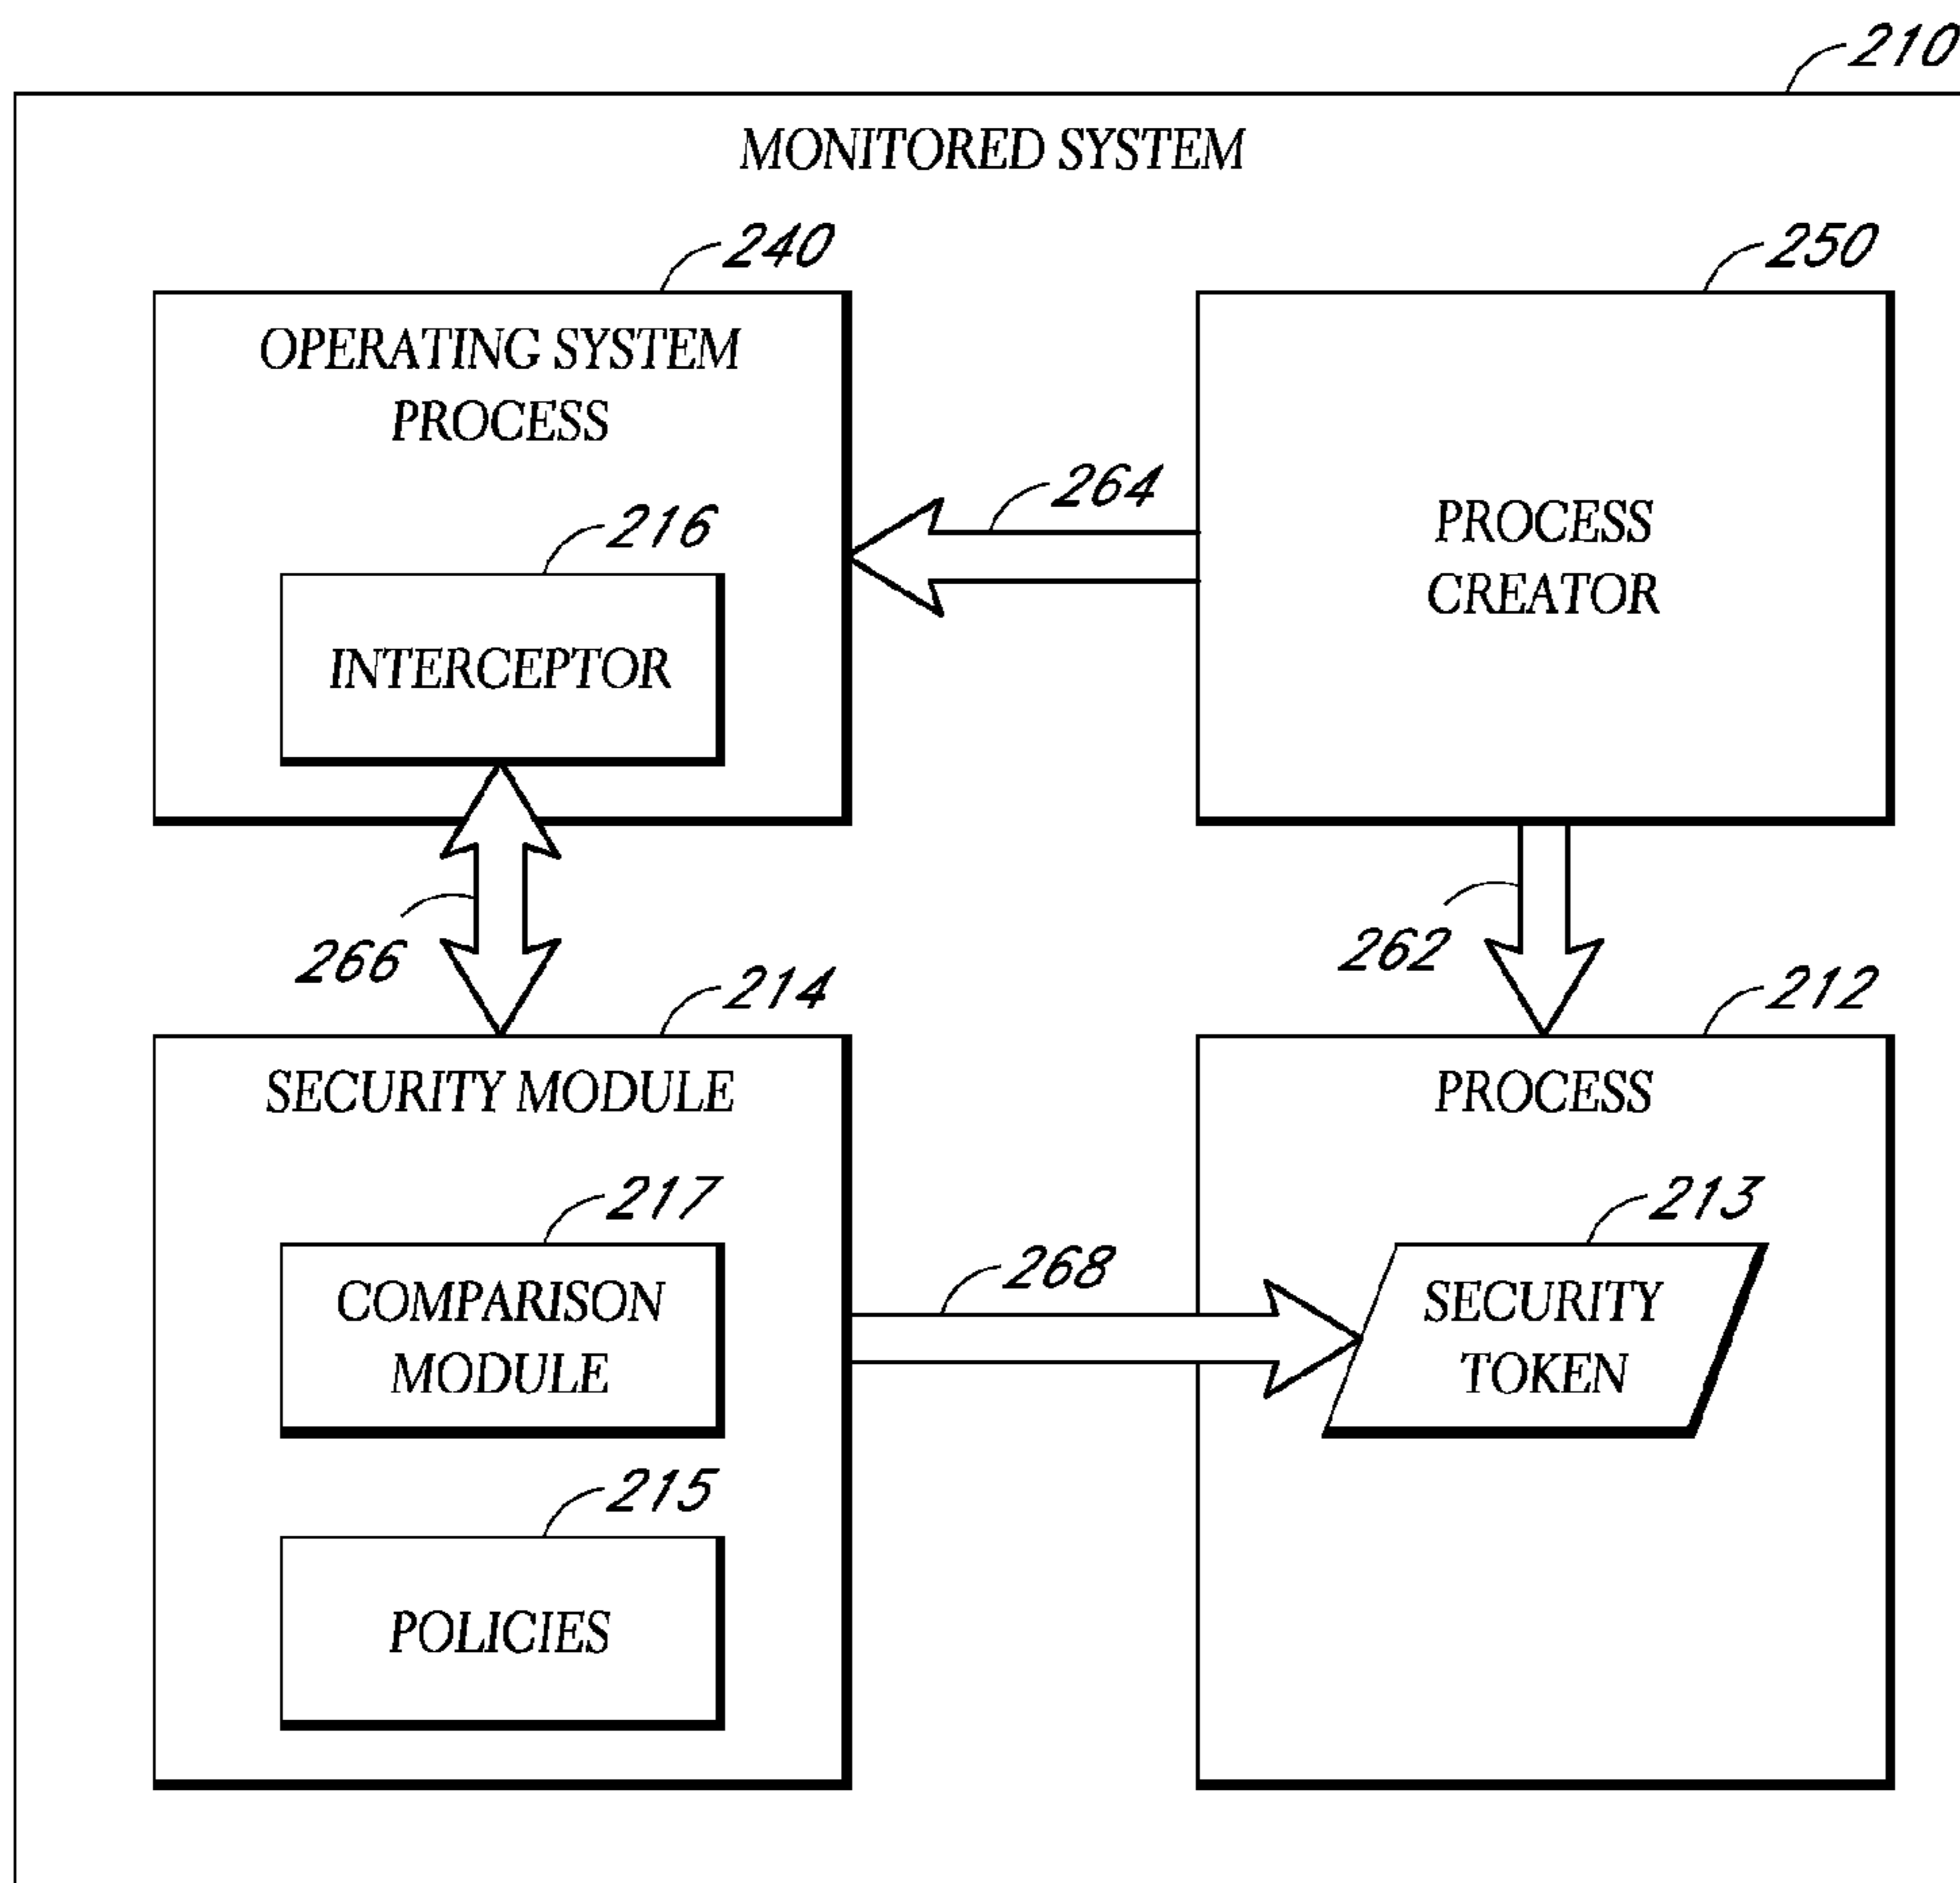 210
MONITORED SYSTEM
240
250
OPERATING SYSTEM
PROCESS
264
216
PROCESS
CREATOR
INTERCEPTOR
266
262
214
212
SECURITY MODULE
PROCESS
217
213
268
COMPARISON
MODULE
SECURITY
TOKEN
215
POLICIES